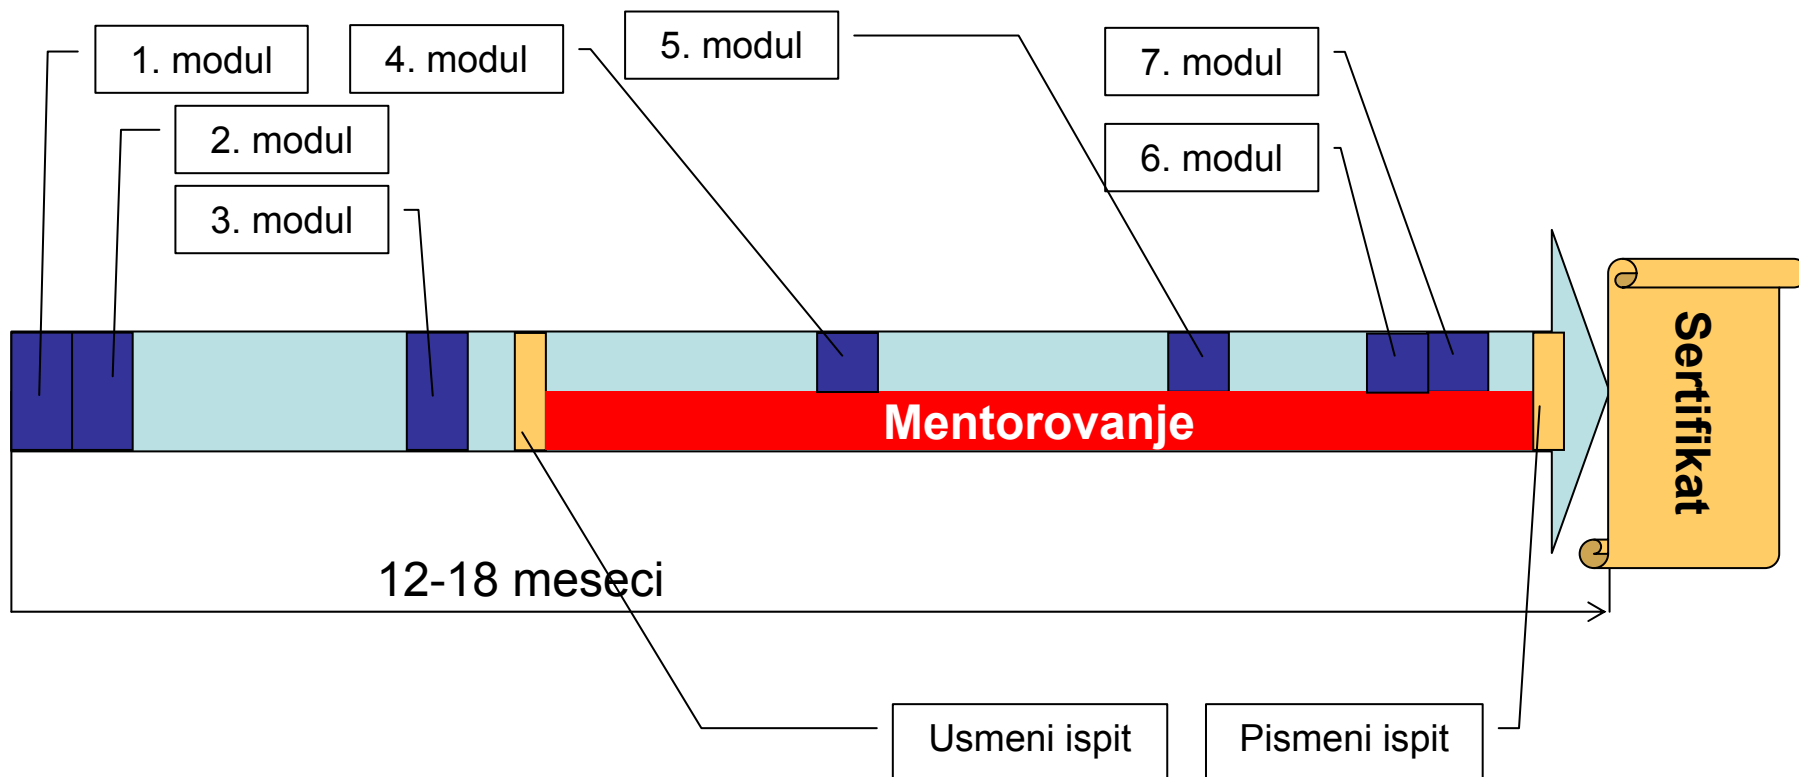 1. modul
4. modul
5. modul
7. modul
2. modul
6. modul
3. modul
Mentorovanje
Sertifikat
12-18 meseci
Usmeni ispit
Pismeni ispit